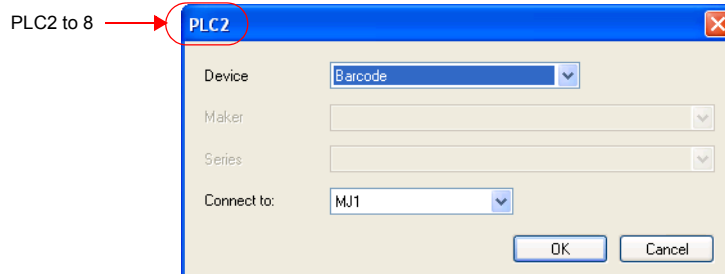 PLC2 to 8
PLC2
Device
Barcode
Maker
Series
Connect to:
MJ1
OK
Cancel